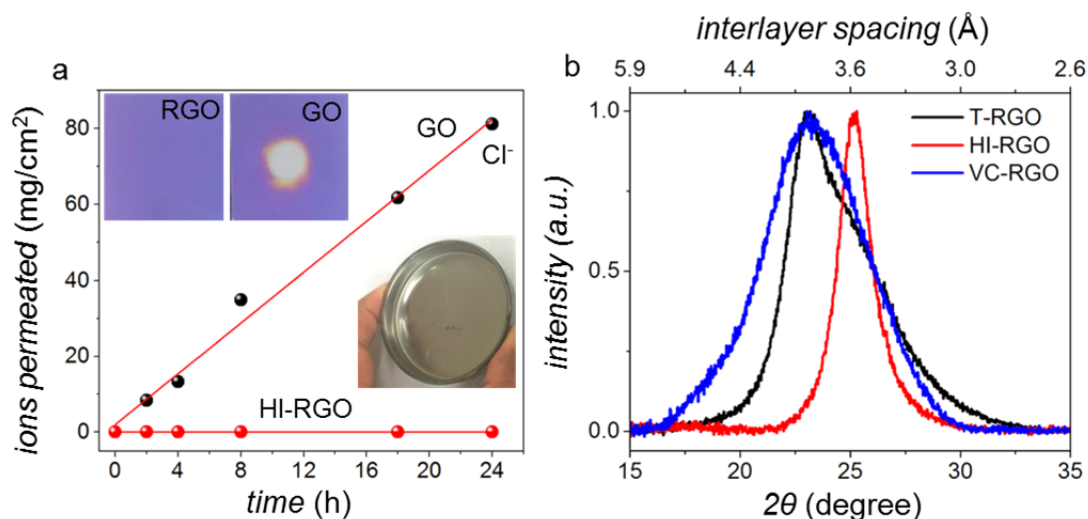 a
RGO
GO
GO
Cl⁻
HI-RGO
ions permeated (mg/cm²)
80
60
40
20
0
0
4
8
12
16
20
24
time (h)
interlayer spacing (Å)
b
5.9
4.4
3.6
3.0
2.6
T-RGO
HI-RGO
VC-RGO
intensity (a.u.)
1.0
0.5
0.0
15
20
25
30
35
2θ (degree)